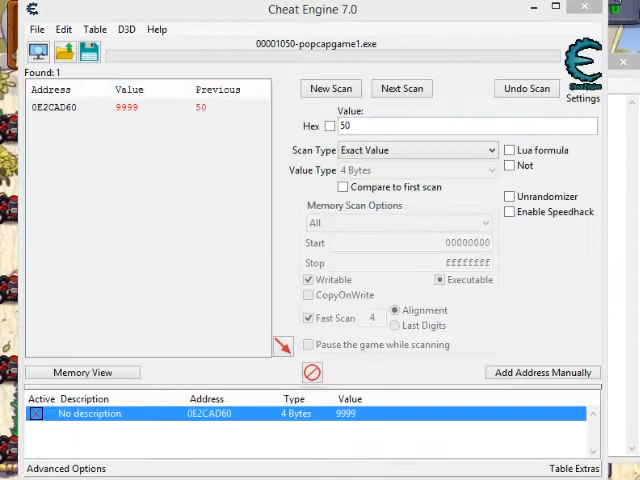 Cheat Engine 7.0
File Edit Table D3D Help
00001050-popcapgame1.exe
Found: 1
Address Value Previous
0E2CAD60 9999 50
New Scan Next Scan Undo Scan
Cheat Engine
Settings
Value:
Hex 50
Scan Type Exact Value
Lua formula
Value Type 4 Bytes
Not
Compare to first scan
Memory Scan Options
Unrandomizer
Enable Speedhack
All
Start 00000000
Stop ffffffff
Writable Executable
CopyOnWrite
Fast Scan 4 Alignment
Last Digits
Pause the game while scanning
Memory View Add Address Manually
Active Description Address Type Value
No description 0E2CAD60 4 Bytes 9999
Advanced Options Table Extras